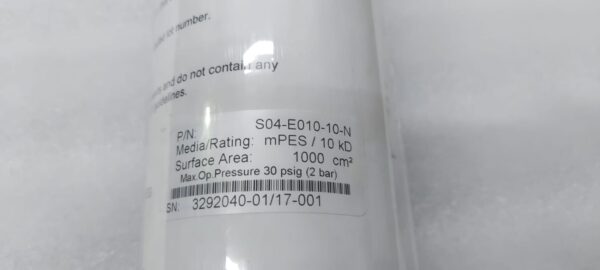 lot number.
and do not contain any
guidelines.
P/N: S04-E010-10-N
Media/Rating: mPES / 10 kD
Surface Area: 1000 cm²
Max.Op.Pressure 30 psig (2 bar)
SN: 3292040-01/17-001